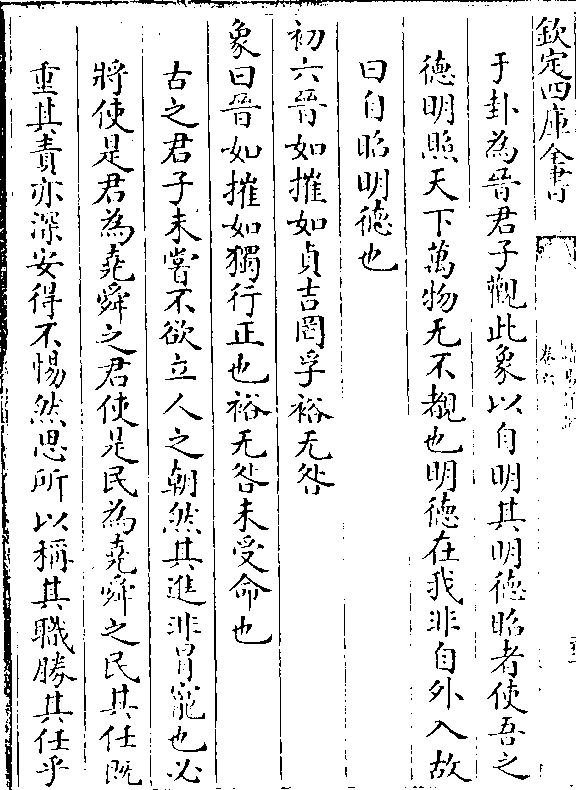 欽定四庫全書
卷六
于卦為晉君子觀此象以自明其明德昭者使吾之
德明照天下萬物无不覩也明德在我非自外入故
曰自昭明德也
初六晉如摧如貞吉罔孚裕无咎
象曰晉如摧如獨行正也裕无咎未受命也
古之君子未嘗不欲立人之朝然其進非冒寵也必
將使是君為堯舜之君使是民為堯舜之民其任既
重其責亦深安得不惕然思所以稱其職勝其任乎